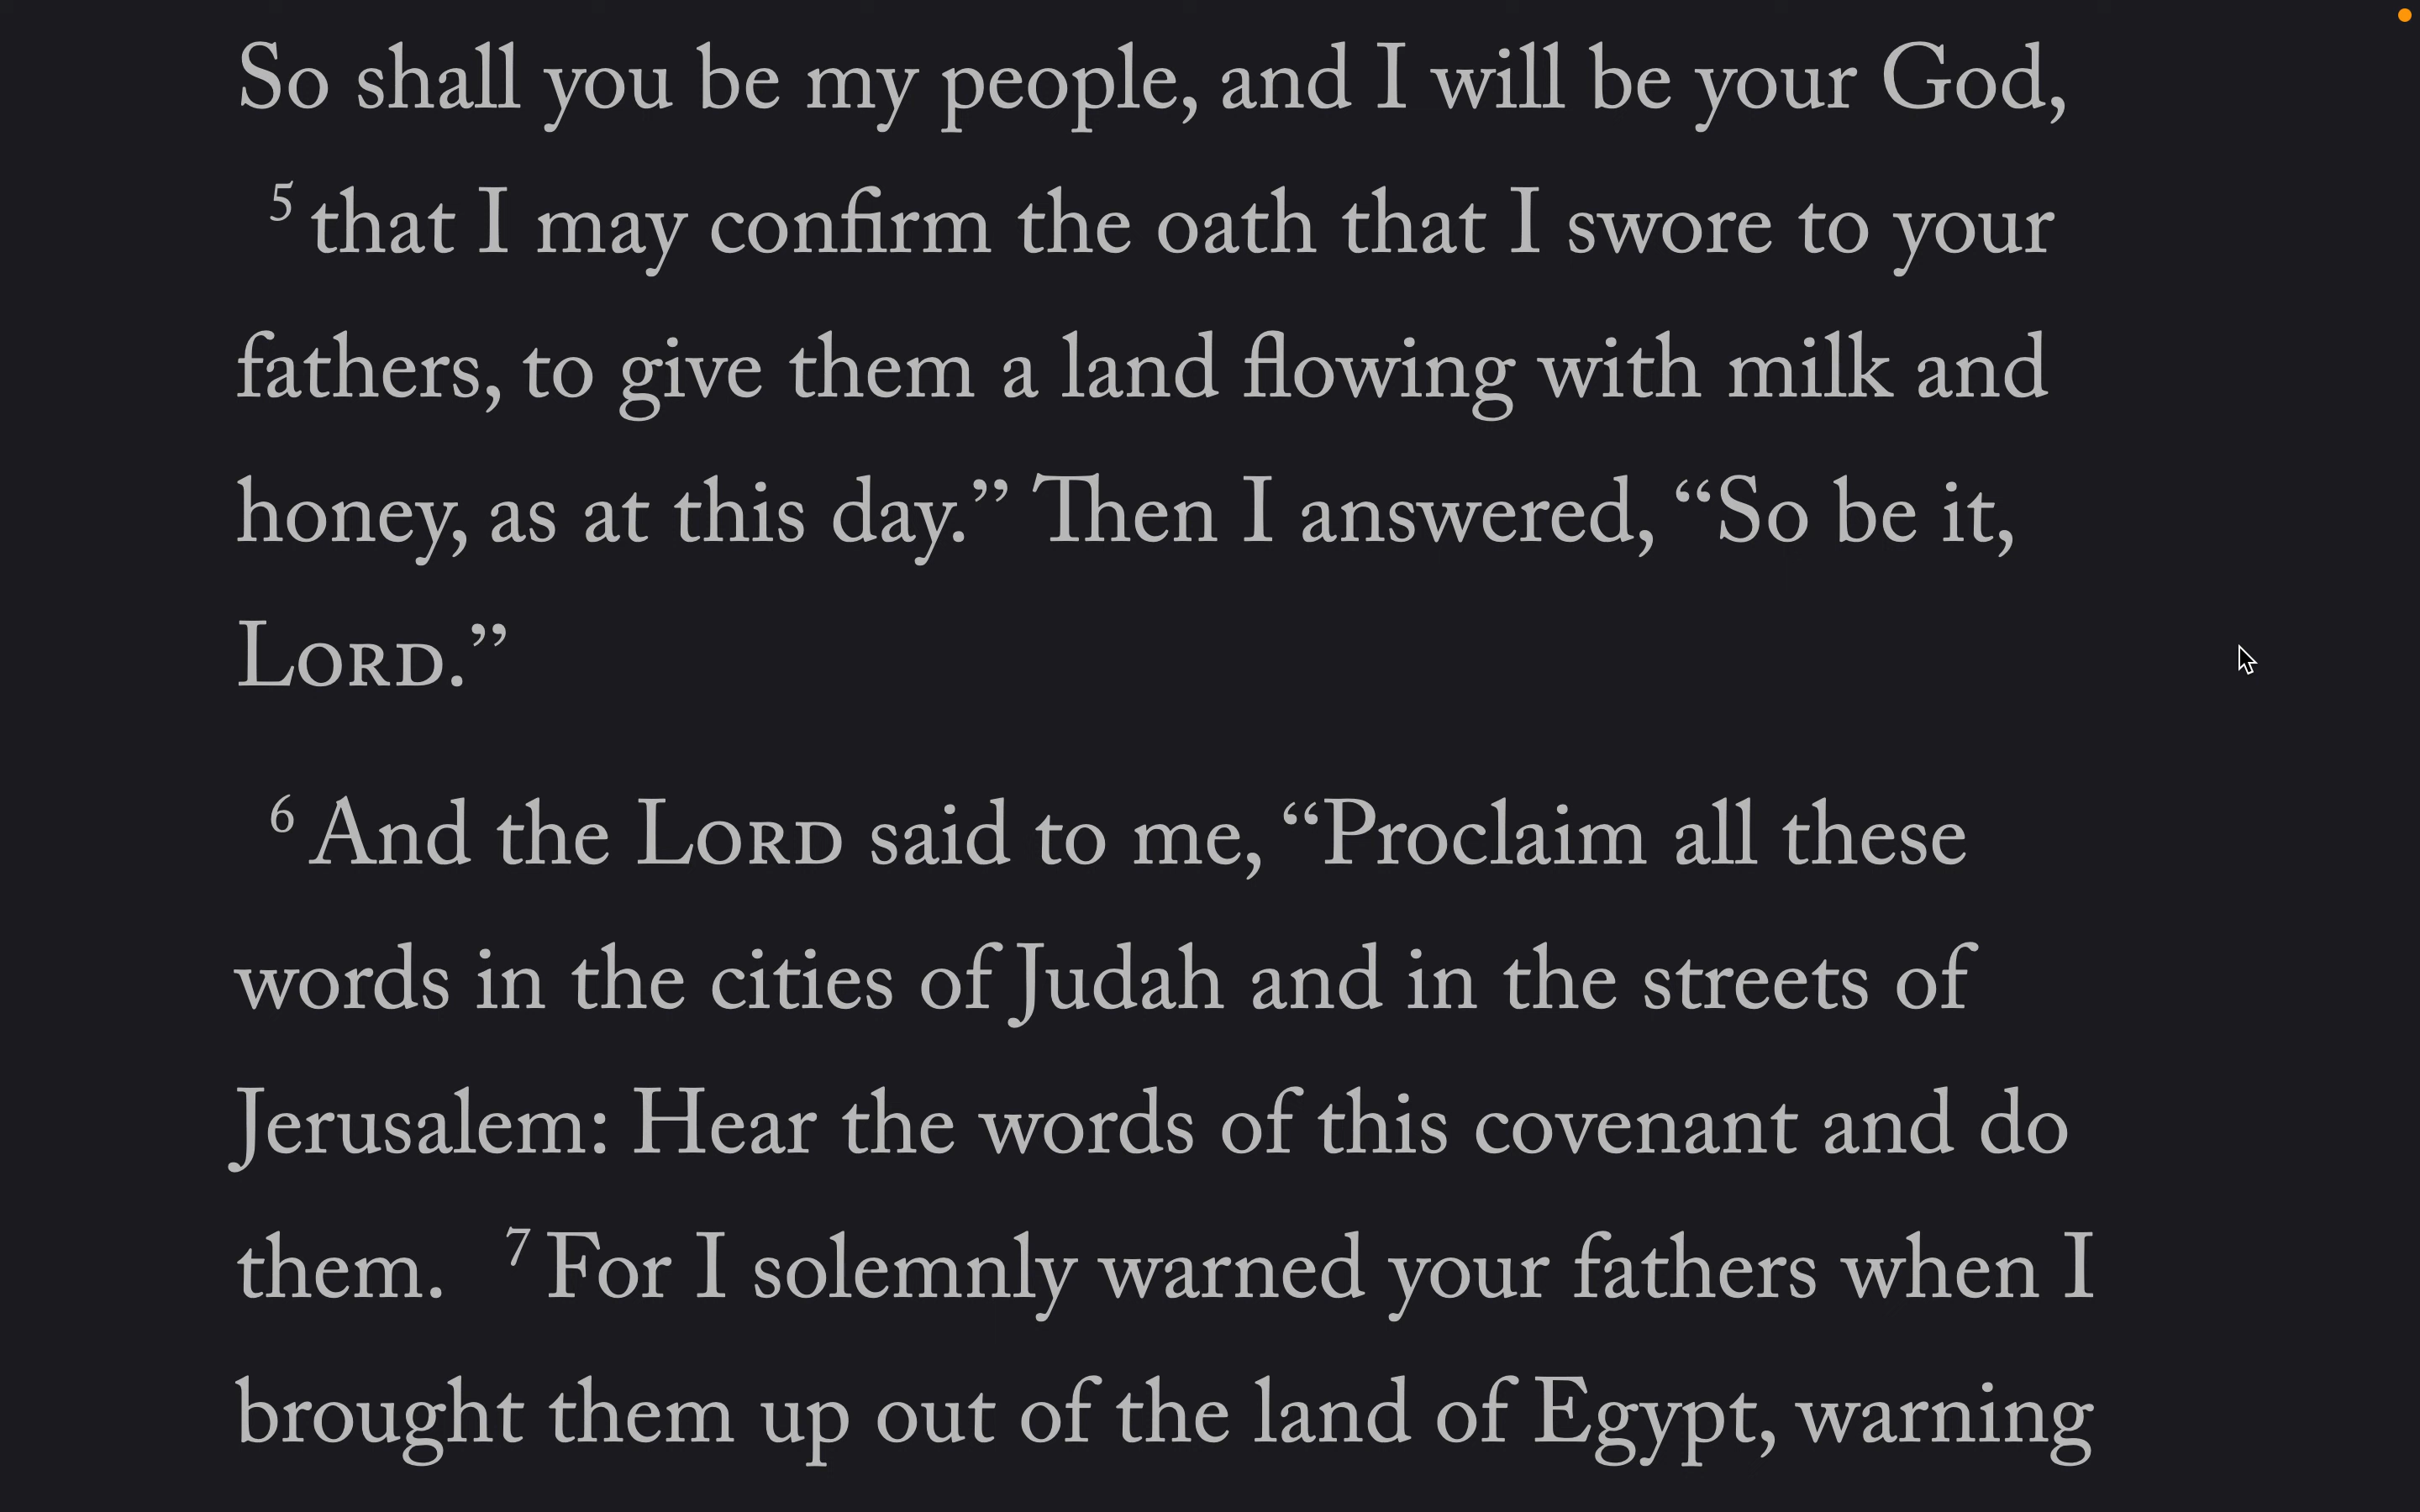 So shall you be my people, and I will be your God,
5 that I may confirm the oath that I swore to your
fathers, to give them a land flowing with milk and
honey, as at this day.” Then I answered, “So be it,
LORD.”
6 And the LORD said to me, “Proclaim all these
words in the cities of Judah and in the streets of
Jerusalem: Hear the words of this covenant and do
them. 7 For I solemnly warned your fathers when I
brought them up out of the land of Egypt, warning